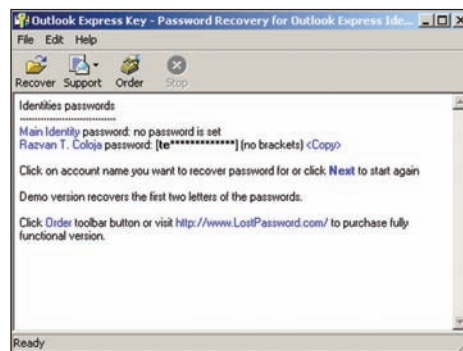 Outlook Express Key - Password Recovery for Outlook Express Ide...
File Edit Help
Recover Support Order Stop
Identities passwords
--------------------------------
Main Identity password: no password is set
Razvan T. Coloja password: [te**************] (no brackets) <Copy>
Click on account name you want to recover password for or click Next to start again
Demo version recovers the first two letters of the passwords.
Click Order toolbar button or visit http://www.LostPassword.com/ to purchase fully
functional version.
Ready